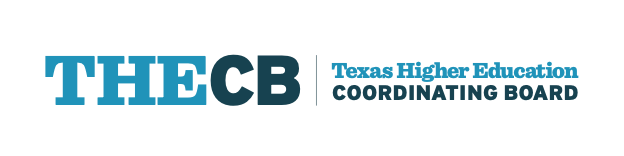 THECB
Texas Higher Education
COORDINATING BOARD